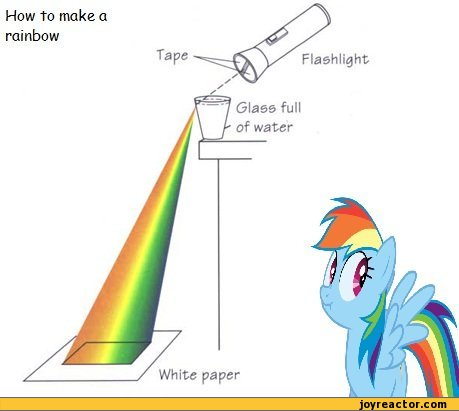 How to make a
rainbow
Tape
Flashlight
Glass full
of water
White paper
joyreactor.com